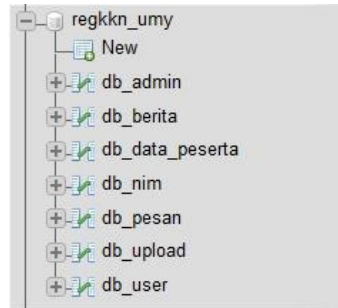 regkkn_umy
New
db_admin
db_berita
db_data_peserta
db_nim
db_pesan
db_upload
db_user